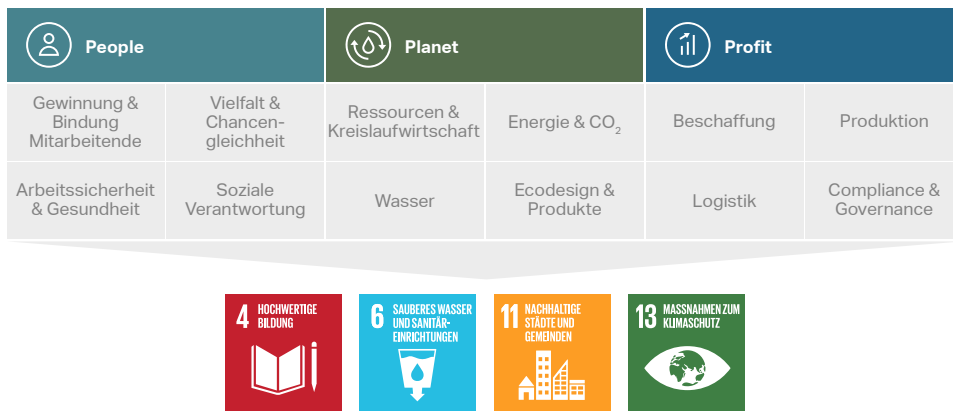 People
Planet
Profit
Gewinnung &
Bindung
Mitarbeitende
Vielfalt &
Chancen-
gleichheit
Ressourcen &
Kreislaufwirtschaft
Energie & CO₂
Beschaffung
Produktion
Arbeitssicherheit
& Gesundheit
Soziale
Verantwortung
Wasser
Ecodesign &
Produkte
Logistik
Compliance &
Governance
4 HOCHWERTIGE
BILDUNG
6 SAUBERES WASSER
UND SANITÄR-
EINRICHTUNGEN
11 NACHHALTIGE
STÄDTE UND
GEMEINDEN
13 MASSNAHMEN ZUM
KLIMASCHUTZ